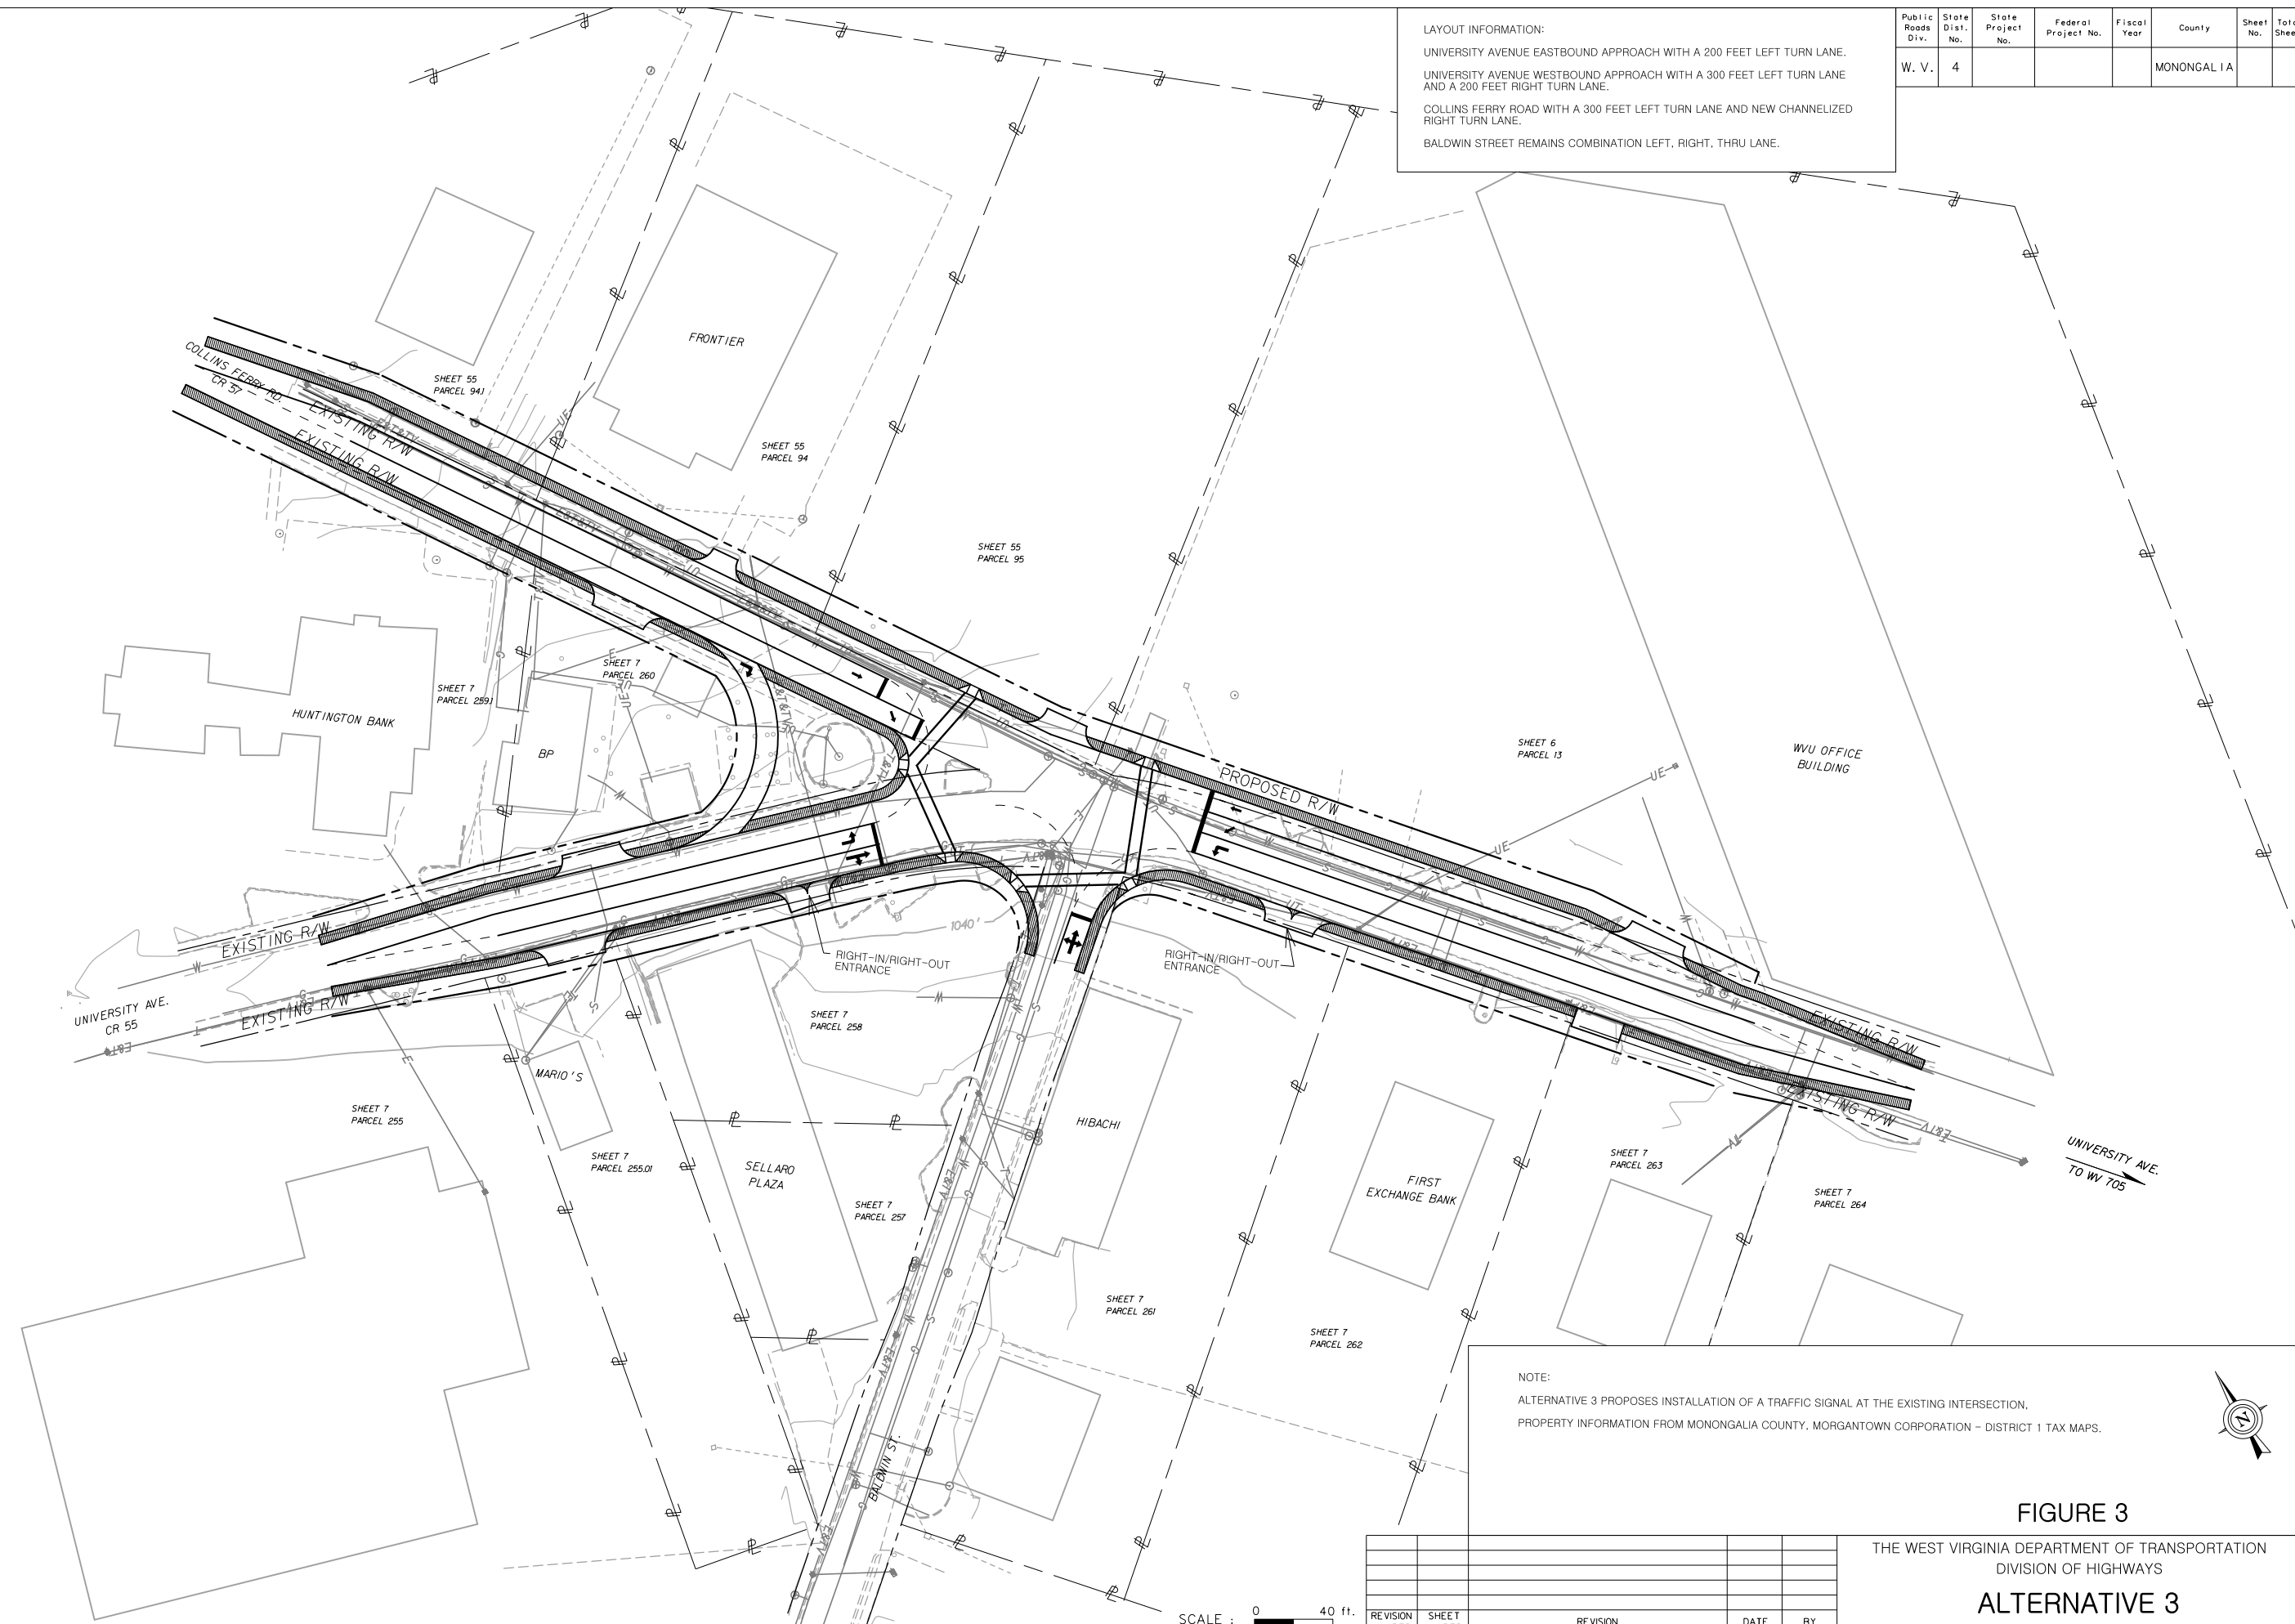 LAYOUT INFORMATION:
UNIVERSITY AVENUE EASTBOUND APPROACH WITH A 200 FEET LEFT TURN LANE.
UNIVERSITY AVENUE WESTBOUND APPROACH WITH A 300 FEET LEFT TURN LANE
AND A 200 FEET RIGHT TURN LANE.
COLLINS FERRY ROAD WITH A 300 FEET LEFT TURN LANE AND NEW CHANNELIZED
RIGHT TURN LANE.
BALDWIN STREET REMAINS COMBINATION LEFT, RIGHT, THRU LANE.
Public Roads Div.
State Dist. No.
State Project No.
Federal Project No.
Fiscal Year
County
Sheet No.
W. V.
4
MONONGALIA
FRONTIER
COLLINS FERRY RD.
CR 57
EXISTING R/W
EXISTING R/W
SHEET 55
PARCEL 94.1
SHEET 55
PARCEL 94
SHEET 55
PARCEL 95
SHEET 7
PARCEL 260
SHEET 7
PARCEL 259.1
HUNTINGTON BANK
BP
SHEET 6
PARCEL 13
WVU OFFICE
BUILDING
PROPOSED R/W
UE
UE
1040'
EXISTING R/W
RIGHT-IN/RIGHT-OUT
ENTRANCE
RIGHT-IN/RIGHT-OUT
ENTRANCE
UNIVERSITY AVE.
CR 55
EXISTING R/W
SHEET 7
PARCEL 258
EXISTING R/W
EXISTING R/W
MARIO'S
SHEET 7
PARCEL 255
SHEET 7
PARCEL 255.01
SELLARO
PLAZA
SHEET 7
PARCEL 257
HIBACHI
FIRST
EXCHANGE BANK
SHEET 7
PARCEL 263
SHEET 7
PARCEL 264
UNIVERSITY AVE.
TO WV 705
SHEET 7
PARCEL 261
SHEET 7
PARCEL 262
BALDWIN ST.
NOTE:
ALTERNATIVE 3 PROPOSES INSTALLATION OF A TRAFFIC SIGNAL AT THE EXISTING INTERSECTION,
PROPERTY INFORMATION FROM MONONGALIA COUNTY, MORGANTOWN CORPORATION – DISTRICT 1 TAX MAPS.
N
FIGURE 3
THE WEST VIRGINIA DEPARTMENT OF TRANSPORTATION
DIVISION OF HIGHWAYS
ALTERNATIVE 3
SCALE : 0 40 ft.
REVISION SHEET REVISION DATE BY